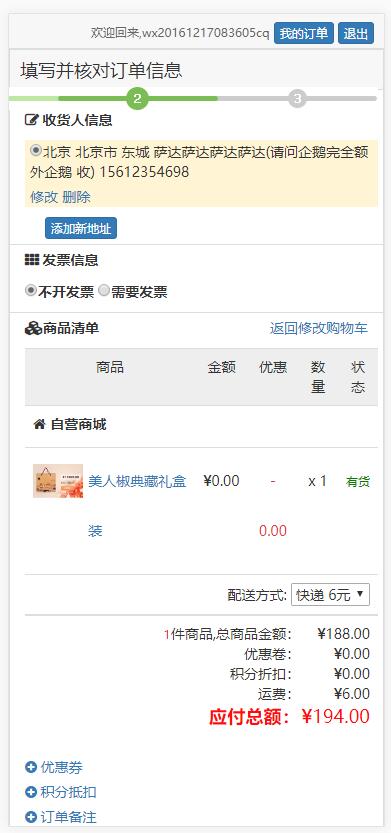 欢迎回来,wx20161217083605cq 我的订单 退出
填写并核对订单信息
2 3
收货人信息
北京 北京市 东城 萨达萨达萨达萨达(请问企鹅完全额
外企鹅 收) 15612354698
修改 删除
添加新地址
发票信息
不开发票 需要发票
商品清单 返回修改购物车
商品 金额 优惠 数 状
量 态
自营商城
美人椒典藏礼盒 ¥0.00 - x 1 有货
装 0.00
配送方式: 快递 6元
1件商品,总商品金额： ¥188.00
优惠卷： ¥0.00
积分折扣： ¥0.00
运费： ¥6.00
应付总额：¥194.00
优惠券
积分抵扣
订单备注